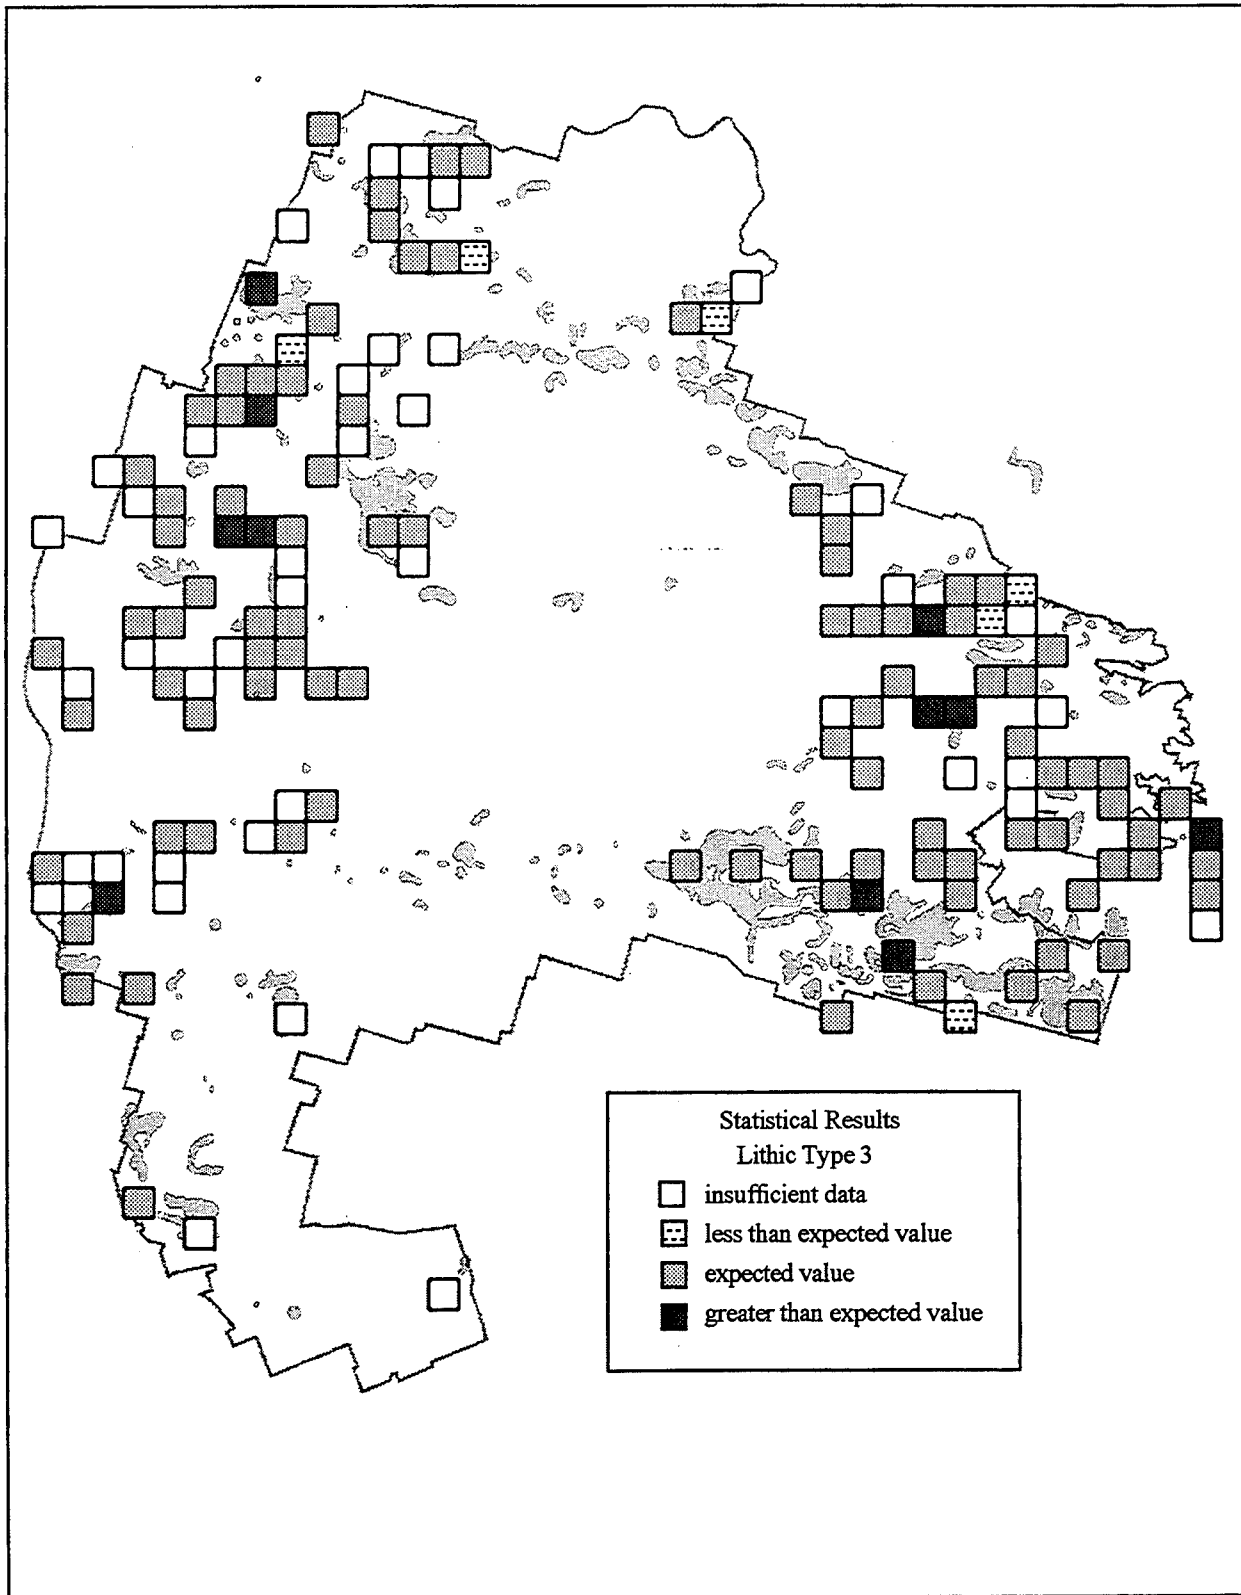 Statistical Results
Lithic Type 3
insufficient data
less than expected value
expected value
greater than expected value